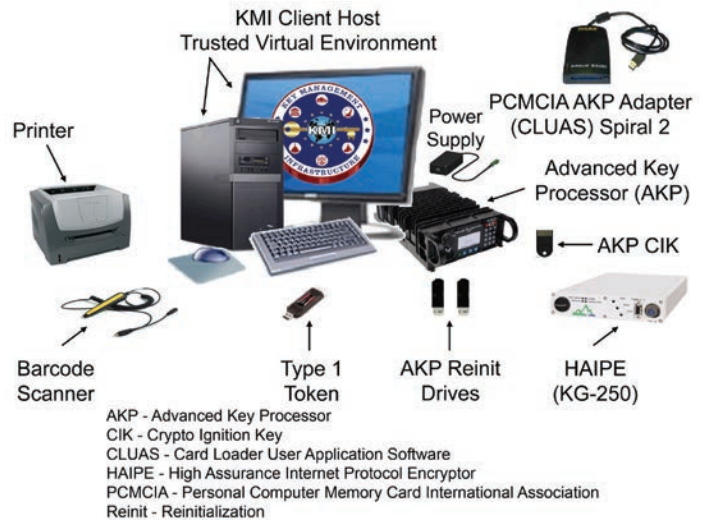 KMI Client Host
Trusted Virtual Environment
PCMCIA AKP Adapter
(CLUAS) Spiral 2
Printer
Power
Supply
Advanced Key
Processor (AKP)
KEY MANAGEMENT
KMI
INFRASTRUCTURE
AKP CIK
Barcode
Scanner
Type 1
Token
AKP Reinit
Drives
HAIPE
(KG-250)
AKP - Advanced Key Processor
CIK - Crypto Ignition Key
CLUAS - Card Loader User Application Software
HAIPE - High Assurance Internet Protocol Encryptor
PCMCIA - Personal Computer Memory Card International Association
Reinit - Reinitialization